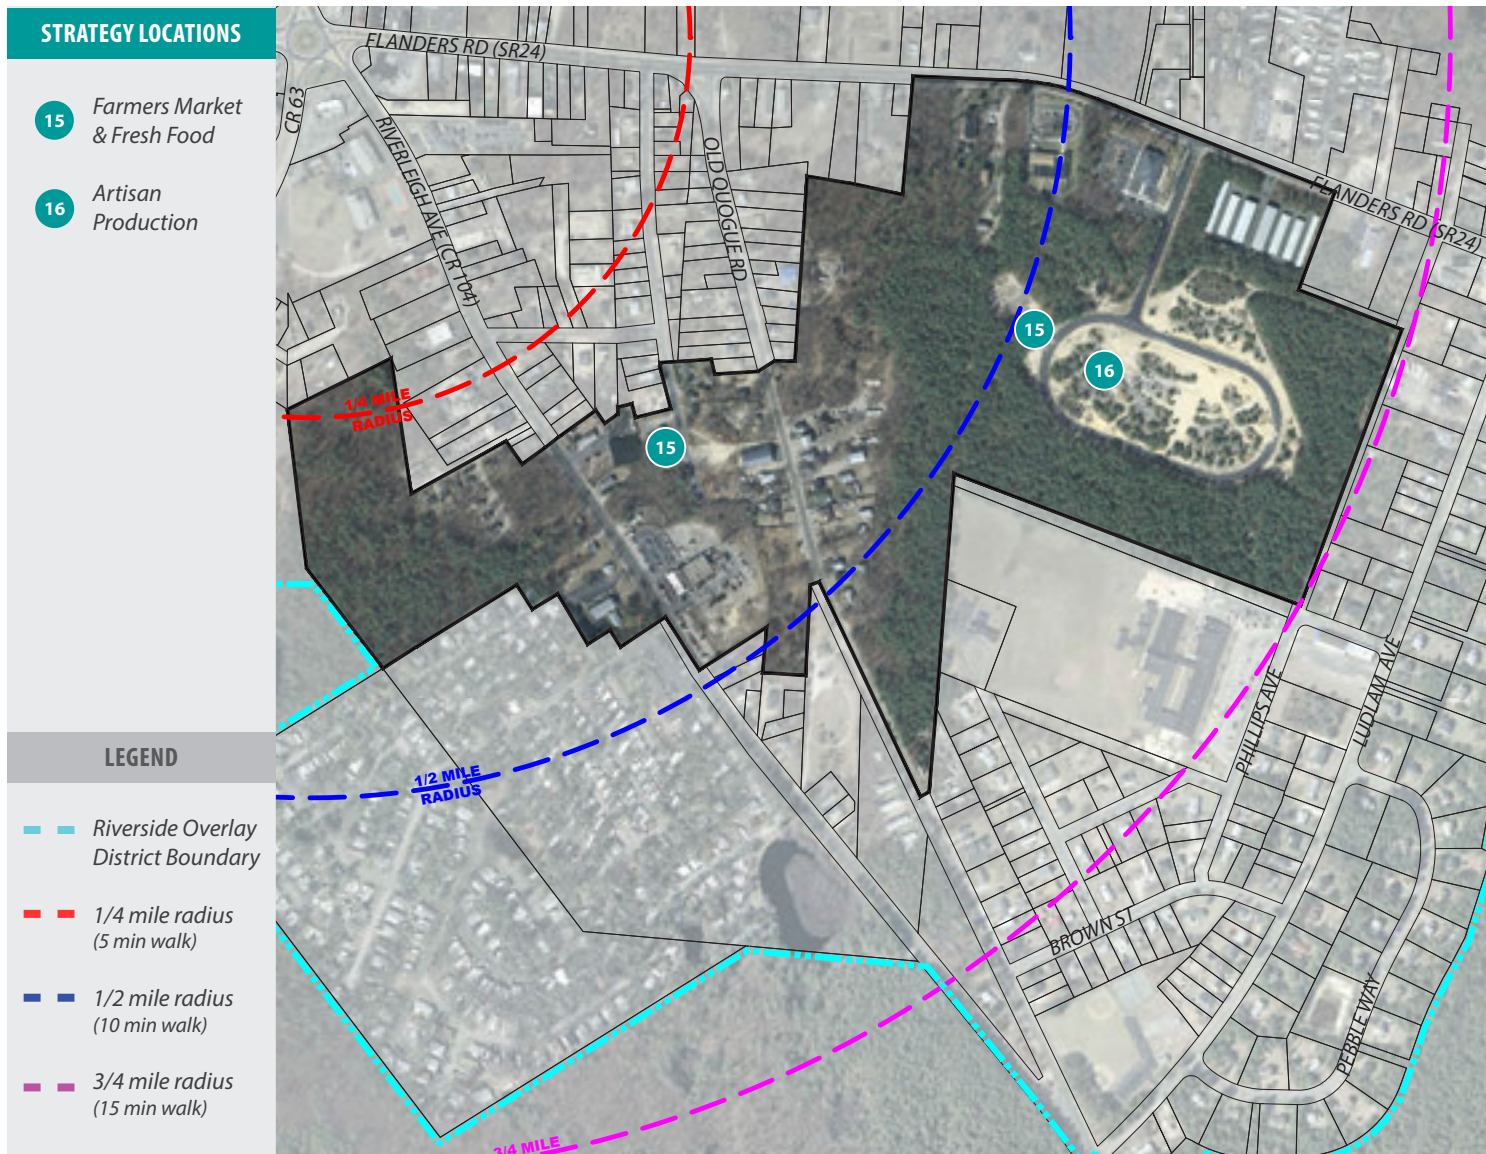 STRATEGY LOCATIONS
15
Farmers Market
& Fresh Food
16
Artisan
Production
LEGEND
Riverside Overlay
District Boundary
1/4 mile radius
(5 min walk)
1/2 mile radius
(10 min walk)
3/4 mile radius
(15 min walk)
FLANDERS RD (SR24)
CR 63
RIVERLEIGH AVE (CR 104)
OLD QUOGUE RD
FLANDERS RD (SR24)
15
16
1/4 MILE
RADIUS
15
1/2 MILE
RADIUS
PHILLIPS AVE
LUDLAM AVE
BROWN ST
PEBBLE WAY
3/4 MILE